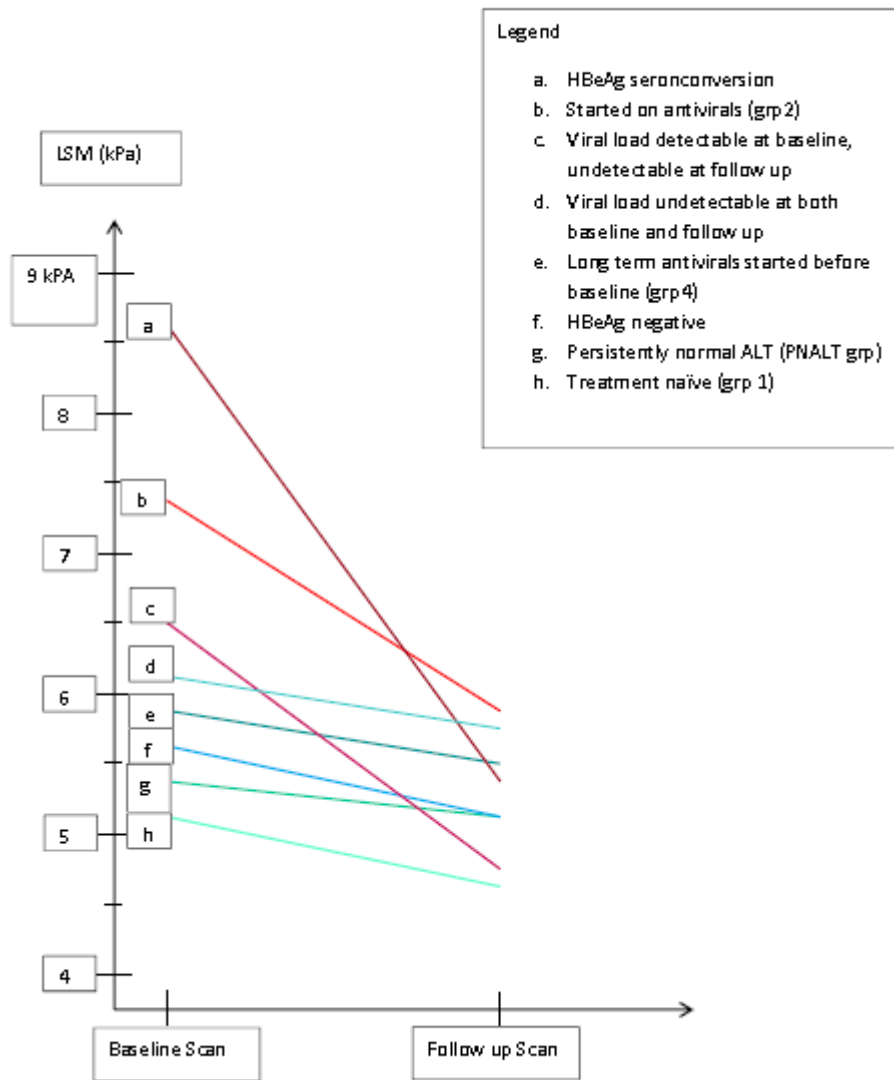 Legend
a. HBeAg seronconversion
b. Started on antivirals (grp2)
c. Viral load detectable at baseline,
undetectable at follow up
d. Viral load undetectable at both
baseline and follow up
e. Long term antivirals started before
baseline (grp4)
f. HBeAg negative
g. Persistently normal ALT (PNALT grp)
h. Treatment naïve (grp 1)
LSM (kPa)
9 kPA
a
8
b
7
c
d
6
e
f
g
5
h
4
Baseline Scan
Follow up Scan